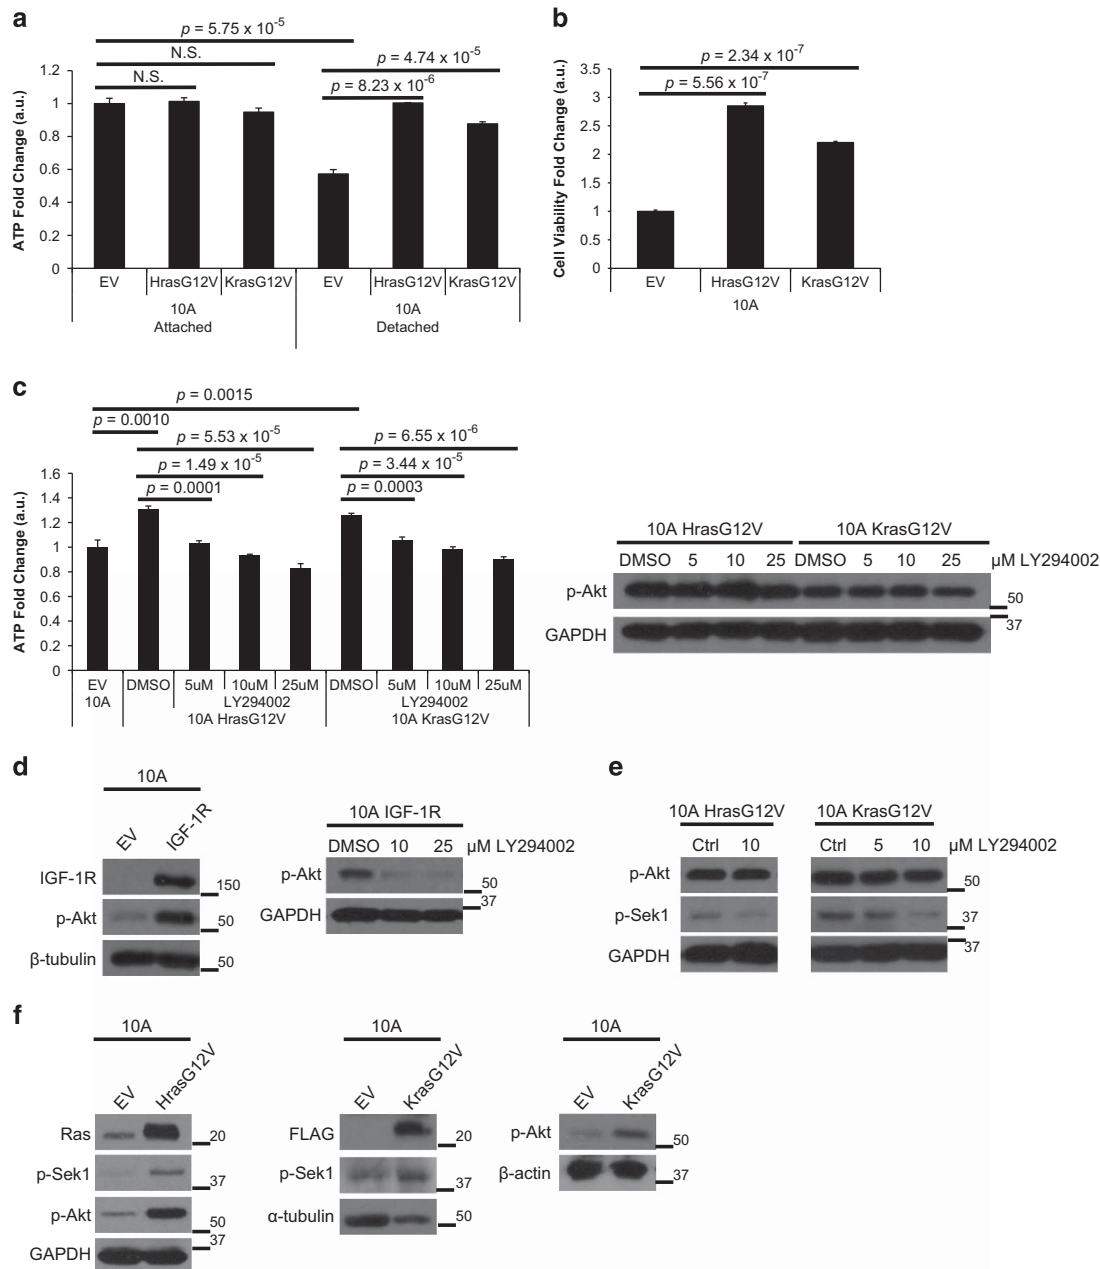 a
p = 5.75 x 10-5
N.S.
N.S.
p = 4.74 x 10-5
p = 8.23 x 10-6
ATP Fold Change (a.u.)
1.2
1
0.8
0.6
0.4
0.2
0
EV HrasG12V KrasG12V EV HrasG12V KrasG12V
10A 10A
Attached Detached
b
p = 2.34 x 10-7
p = 5.56 x 10-7
Cell Viability Fold Change (a.u.)
3.5
3
2.5
2
1.5
1
0.5
0
EV HrasG12V KrasG12V
10A
c
p = 0.0015
p = 0.0010
p = 5.53 x 10-5
p = 1.49 x 10-5
p = 0.0001
p = 6.55 x 10-6
p = 3.44 x 10-5
p = 0.0003
ATP Fold Change (a.u.)
1.6
1.4
1.2
1
0.8
0.6
0.4
0.2
0
EV DMSO 5uM 10uM 25uM DMSO 5uM 10uM 25uM
10A LY294002 LY294002
10A HrasG12V 10A KrasG12V
10A HrasG12V 10A KrasG12V
DMSO 5 10 25 DMSO 5 10 25 µM LY294002
p-Akt
50
37
GAPDH
d
10A
EV IGF-1R
IGF-1R
150
p-Akt
50
β-tubulin
50
10A IGF-1R
DMSO 10 25 µM LY294002
p-Akt
50
37
GAPDH
e
10A HrasG12V 10A KrasG12V
Ctrl 10 Ctrl 5 10 µM LY294002
p-Akt
50
p-Sek1
37
37
GAPDH
f
10A
EV HrasG12V
Ras
20
p-Sek1
37
p-Akt
50
37
GAPDH
10A
EV KrasG12V
FLAG
20
p-Sek1
37
α-tubulin
50
10A
EV KrasG12V
p-Akt
50
β-actin
37